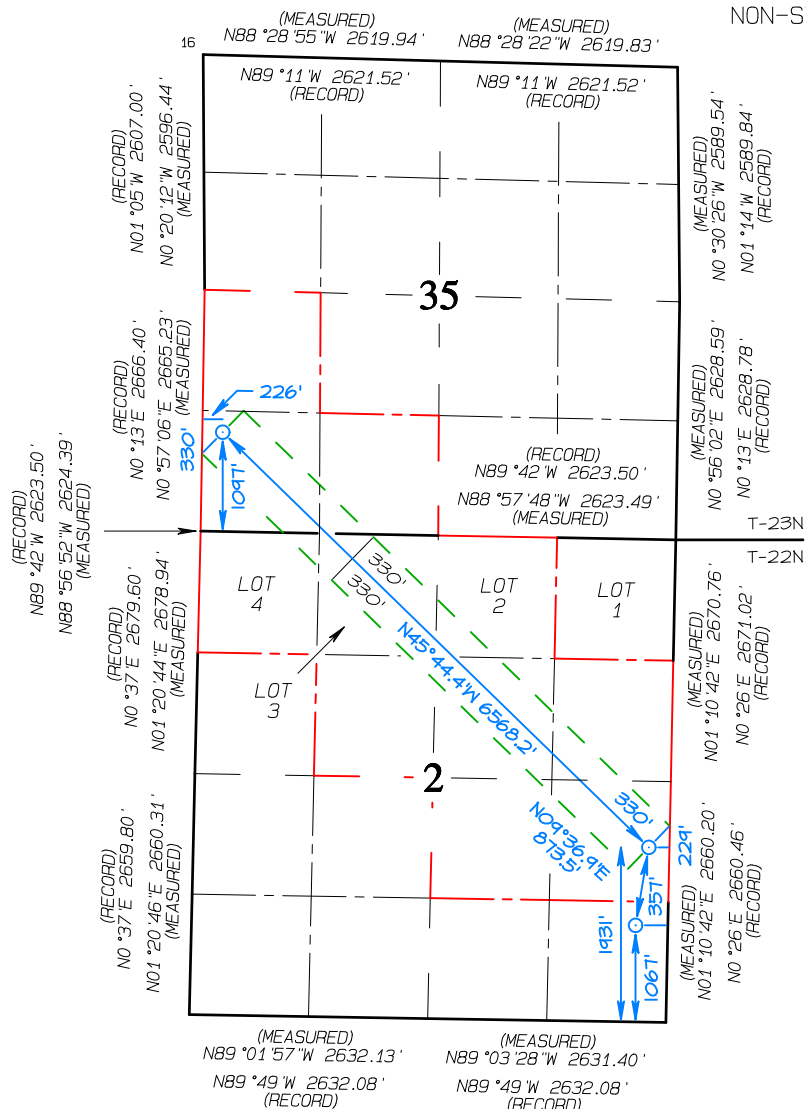 NON-S
16
(MEASURED)
N88°28'55"W 2619.94'
(MEASURED)
N88°28'22"W 2619.83'
N89°11'W 2621.52'
(RECORD)
N89°11'W 2621.52'
(RECORD)
(RECORD)
N01°05'W 2607.00'
N0°20'12"W 2596.44'
(MEASURED)
(MEASURED)
N0°30'26"W 2589.54'
N01°14'W 2589.84'
(RECORD)
35
(RECORD)
N0°13'E 2666.40'
N0°57'06"E 2665.23'
(MEASURED)
(MEASURED)
N0°56'02"E 2628.59'
N0°13'E 2628.78'
(RECORD)
226'
330'
1097'
(RECORD)
N89°42'W 2623.50'
N88°57'48"W 2623.49'
(MEASURED)
(RECORD)
N89°42'W 2623.50'
N88°56'52"W 2624.39'
(MEASURED)
T-23N
T-22N
330'
330'
LOT
4
LOT
2
LOT
1
LOT
3
N45°44.4'W 6568.2'
(RECORD)
N0°37'E 2679.60'
N01°20'44"E 2678.94'
(MEASURED)
(MEASURED)
N01°10'42"E 2670.76'
N0°26'E 2671.02'
(RECORD)
2
330'
229'
N09°36.9'E
873.5'
357'
1931'
1067'
(RECORD)
N0°37'E 2659.80'
N01°20'46"E 2660.31'
(MEASURED)
(MEASURED)
N01°10'42"E 2660.20'
N0°26'E 2660.46'
(RECORD)
(MEASURED)
N89°01'57"W 2632.13'
(MEASURED)
N89°03'28"W 2631.40'
N89°49'W 2632.08'
(RECORD)
N89°49'W 2632.08'
(RECORD)